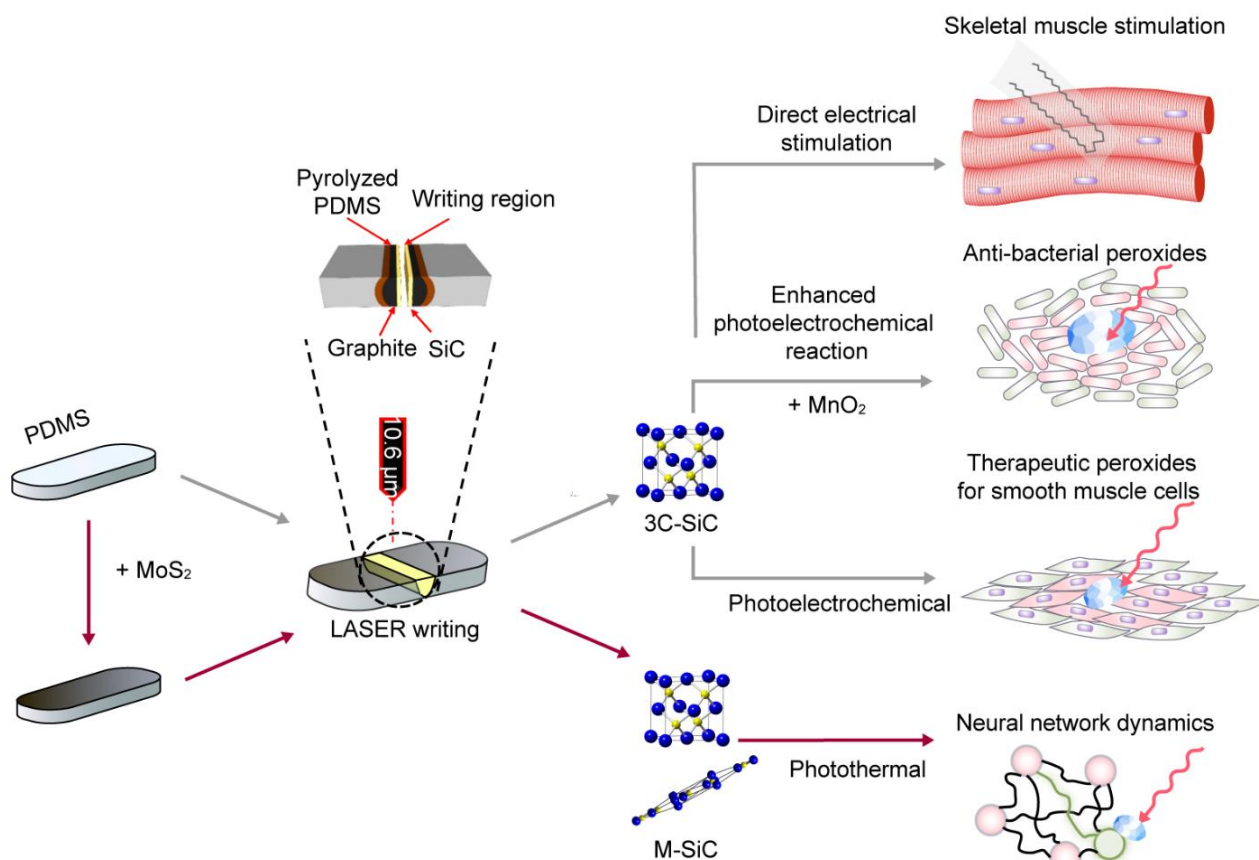 Skeletal muscle stimulation
Direct electrical
stimulation
Pyrolyzed
PDMS
Writing region
Graphite
SiC
Anti-bacterial peroxides
Enhanced
photoelectrochemical
reaction
+ MnO₂
PDMS
10.6 µm
+ MoS₂
LASER writing
3C-SiC
Therapeutic peroxides
for smooth muscle cells
Photoelectrochemical
Neural network dynamics
Photothermal
M-SiC